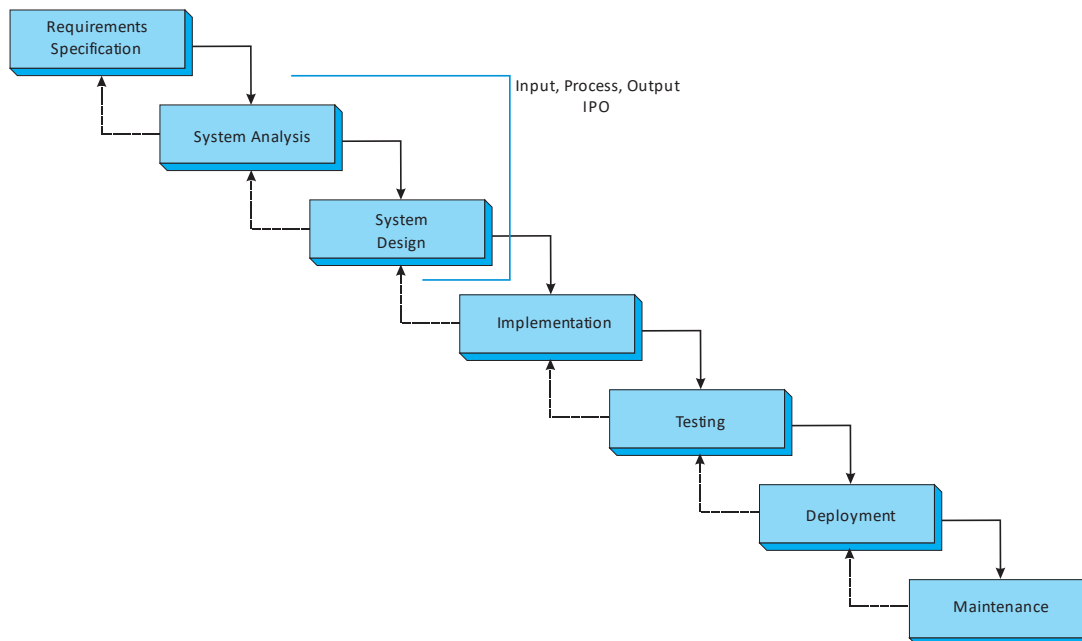 Requirements
Specification
Input, Process, Output
IPO
System Analysis
System
Design
Implementation
Testing
Deployment
Maintenance